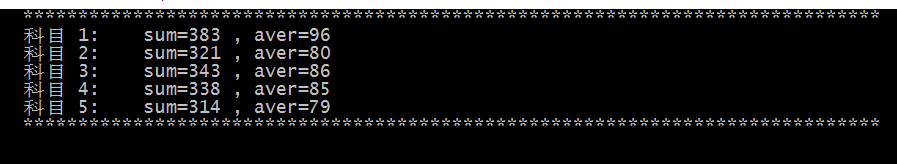 ******************************************************************************
科目 1:    sum=383 , aver=96
科目 2:    sum=321 , aver=80
科目 3:    sum=343 , aver=86
科目 4:    sum=338 , aver=85
科目 5:    sum=314 , aver=79
******************************************************************************